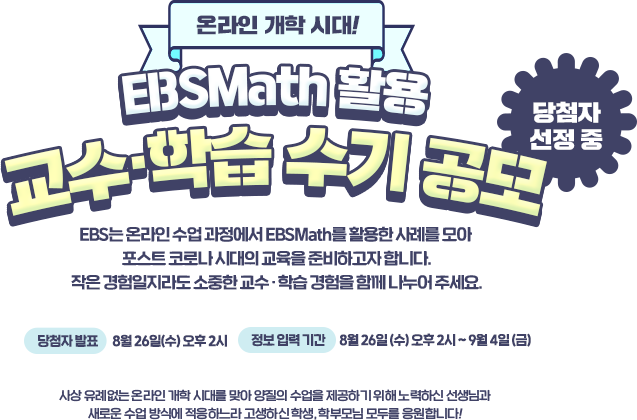 온라인 개학 시대!
EBSMath 활용
교수·학습 수기 공모
당첨자
선정 중
EBS는 온라인 수업 과정에서 EBSMath를 활용한 사례를 모아
포스트 코로나 시대의 교육을 준비하고자 합니다.
작은 경험일지라도 소중한 교수·학습 경험을 함께 나누어 주세요.
당첨자 발표 8월 26일(수) 오후 2시 정보 입력 기간 8월 26일 (수) 오후 2시 ~ 9월 4일 (금)
사상 유례없는 온라인 개학 시대를 맞아 양질의 수업을 제공하기 위해 노력하신 선생님과
새로운 수업 방식에 적응하느라 고생하신 학생, 학부모님 모두를 응원합니다!